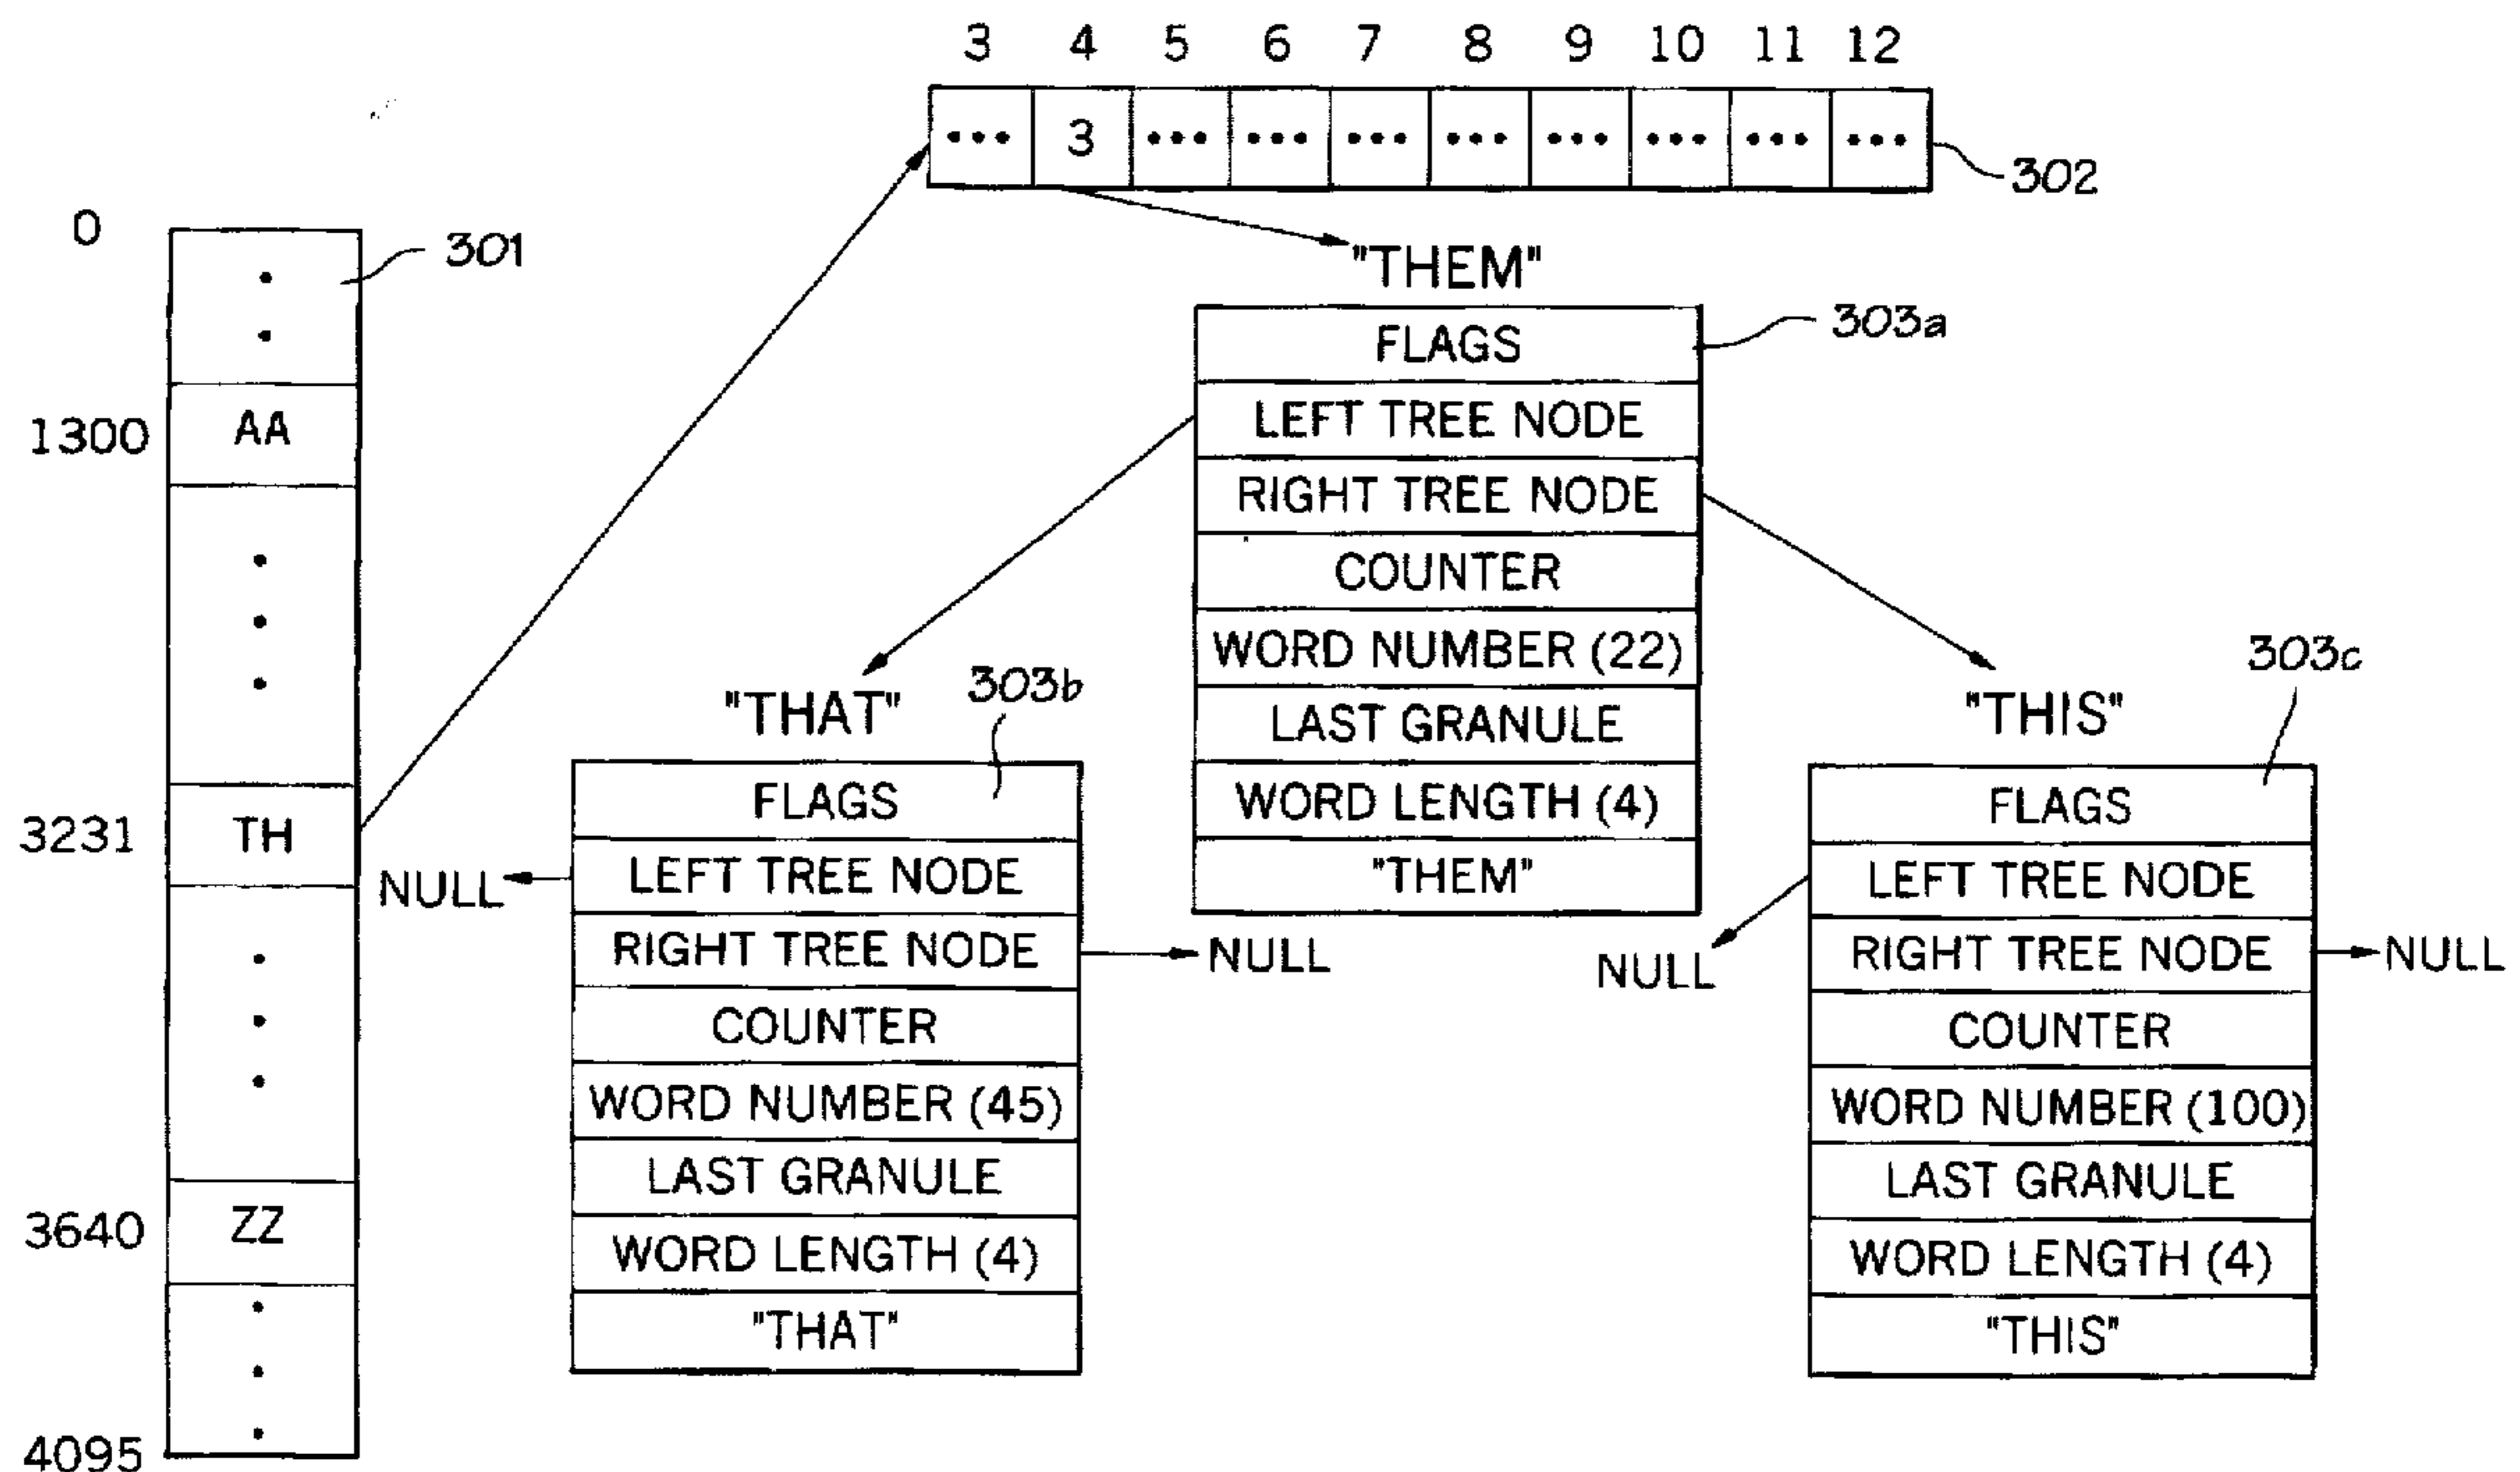 3 4 5 6 7 8 9 10 11 12
3
302
0
301
"THEM"
303a
FLAGS
LEFT TREE NODE
RIGHT TREE NODE
COUNTER
WORD NUMBER (22)
LAST GRANULE
WORD LENGTH (4)
"THEM"
1300 AA
3231 TH
3640 ZZ
4095
"THAT"
303b
FLAGS
NULL LEFT TREE NODE
RIGHT TREE NODE NULL
COUNTER
WORD NUMBER (45)
LAST GRANULE
WORD LENGTH (4)
"THAT"
303c
"THIS"
FLAGS
LEFT TREE NODE
NULL RIGHT TREE NODE NULL
COUNTER
WORD NUMBER (100)
LAST GRANULE
WORD LENGTH (4)
"THIS"